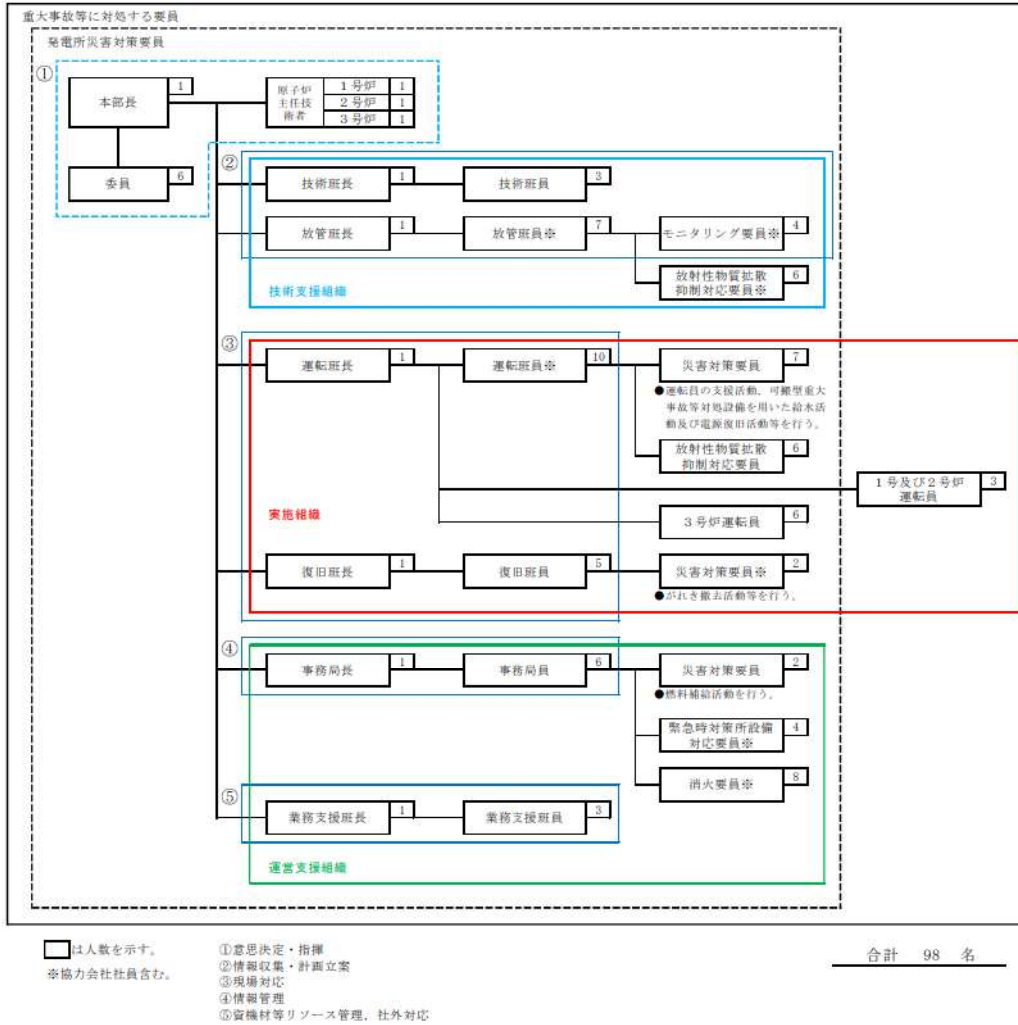 重大事故等に対処する要員
発電所災害対策要員
①
本部長 1
原子炉
主任技
術者
1号炉 1
2号炉 1
3号炉 1
委員 6
②
技術班長 1
技術班員 3
放管班長 1
放管班員※ 7
モニタリング要員※ 4
放射性物質拡散
抑制対応要員※ 6
技術支援組織
③
運転班長 1
運転班員※ 10
災害対策要員 7
●運転員の支援活動、可搬型重大
事故等対処設備を用いた給水活
動及び電源復旧活動等を行う。
放射性物質拡散
抑制対応要員 6
1号及び2号炉
運転員 3
3号炉運転員 6
実施組織
復旧班長 1
復旧班員 5
災害対策要員※ 2
●がれき撤去活動等を行う。
④
事務局長 1
事務局員 6
災害対策要員 2
●燃料補給活動を行う。
緊急時対策所設備
対応要員※ 4
消火要員※ 8
⑤
業務支援班長 1
業務支援班員 3
運営支援組織
は人数を示す。
※協力会社社員含む。
①意思決定・指揮
②情報収集・計画立案
③現場対応
④情報管理
⑤資機材等リソース管理、社外対応
合計 98 名